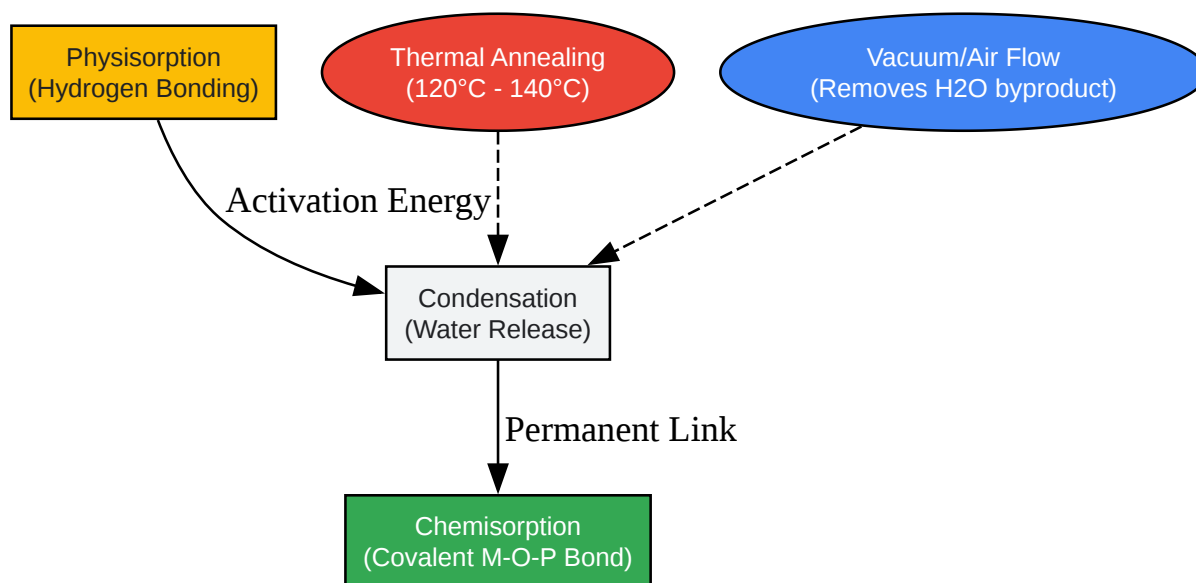 Physisorption
(Hydrogen Bonding)
Thermal Annealing
(120°C - 140°C)
Vacuum/Air Flow
(Removes H2O byproduct)
Activation Energy
Condensation
(Water Release)
Permanent Link
Chemisorption
(Covalent M-O-P Bond)